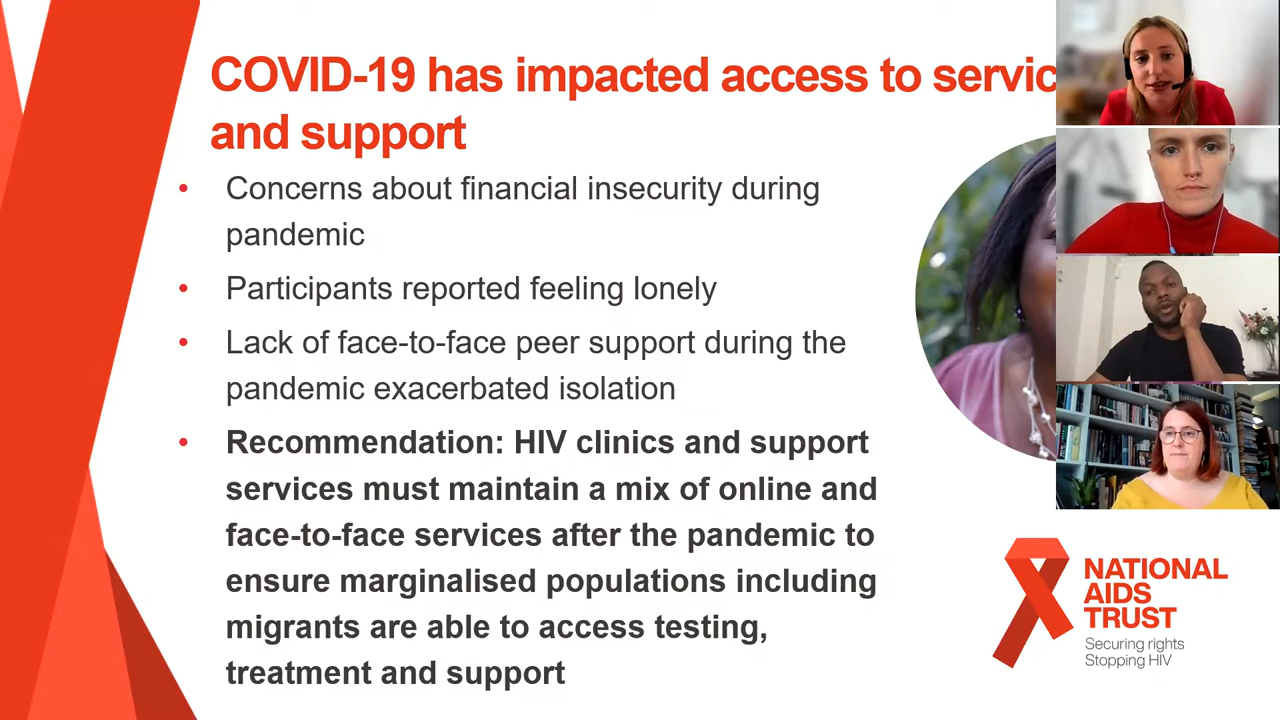 COVID-19 has impacted access to servic
and support
• Concerns about financial insecurity during
pandemic
• Participants reported feeling lonely
• Lack of face-to-face peer support during the
pandemic exacerbated isolation
• Recommendation: HIV clinics and support
services must maintain a mix of online and
face-to-face services after the pandemic to
ensure marginalised populations including
migrants are able to access testing,
treatment and support
NATIONAL
AIDS
TRUST
Securing rights
Stopping HIV